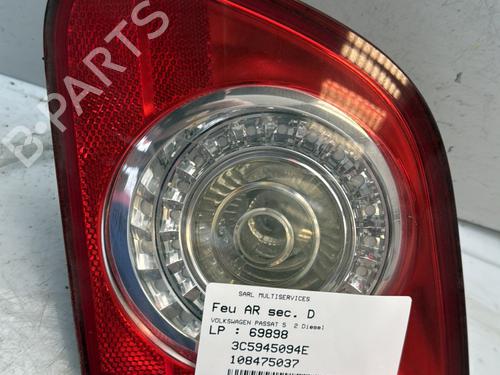 B-PARTS
SARL MULTISERVICES
Feu AR sec. D
VOLKSWAGEN PASSAT 5 2 Diesel
LP : 69898
3C5945094E
108475037